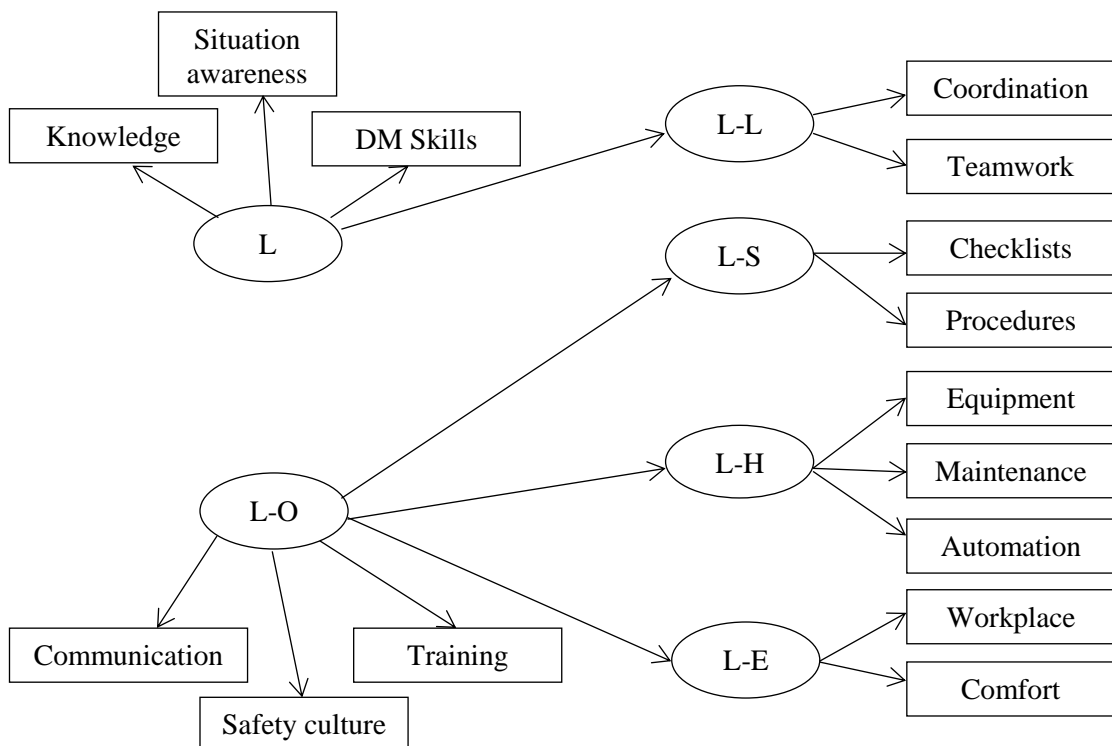 Situation
awareness
Knowledge
DM Skills
L
L-L
Coordination
Teamwork
L-S
Checklists
Procedures
L-O
L-H
Equipment
Maintenance
Automation
Communication
Safety culture
Training
L-E
Workplace
Comfort